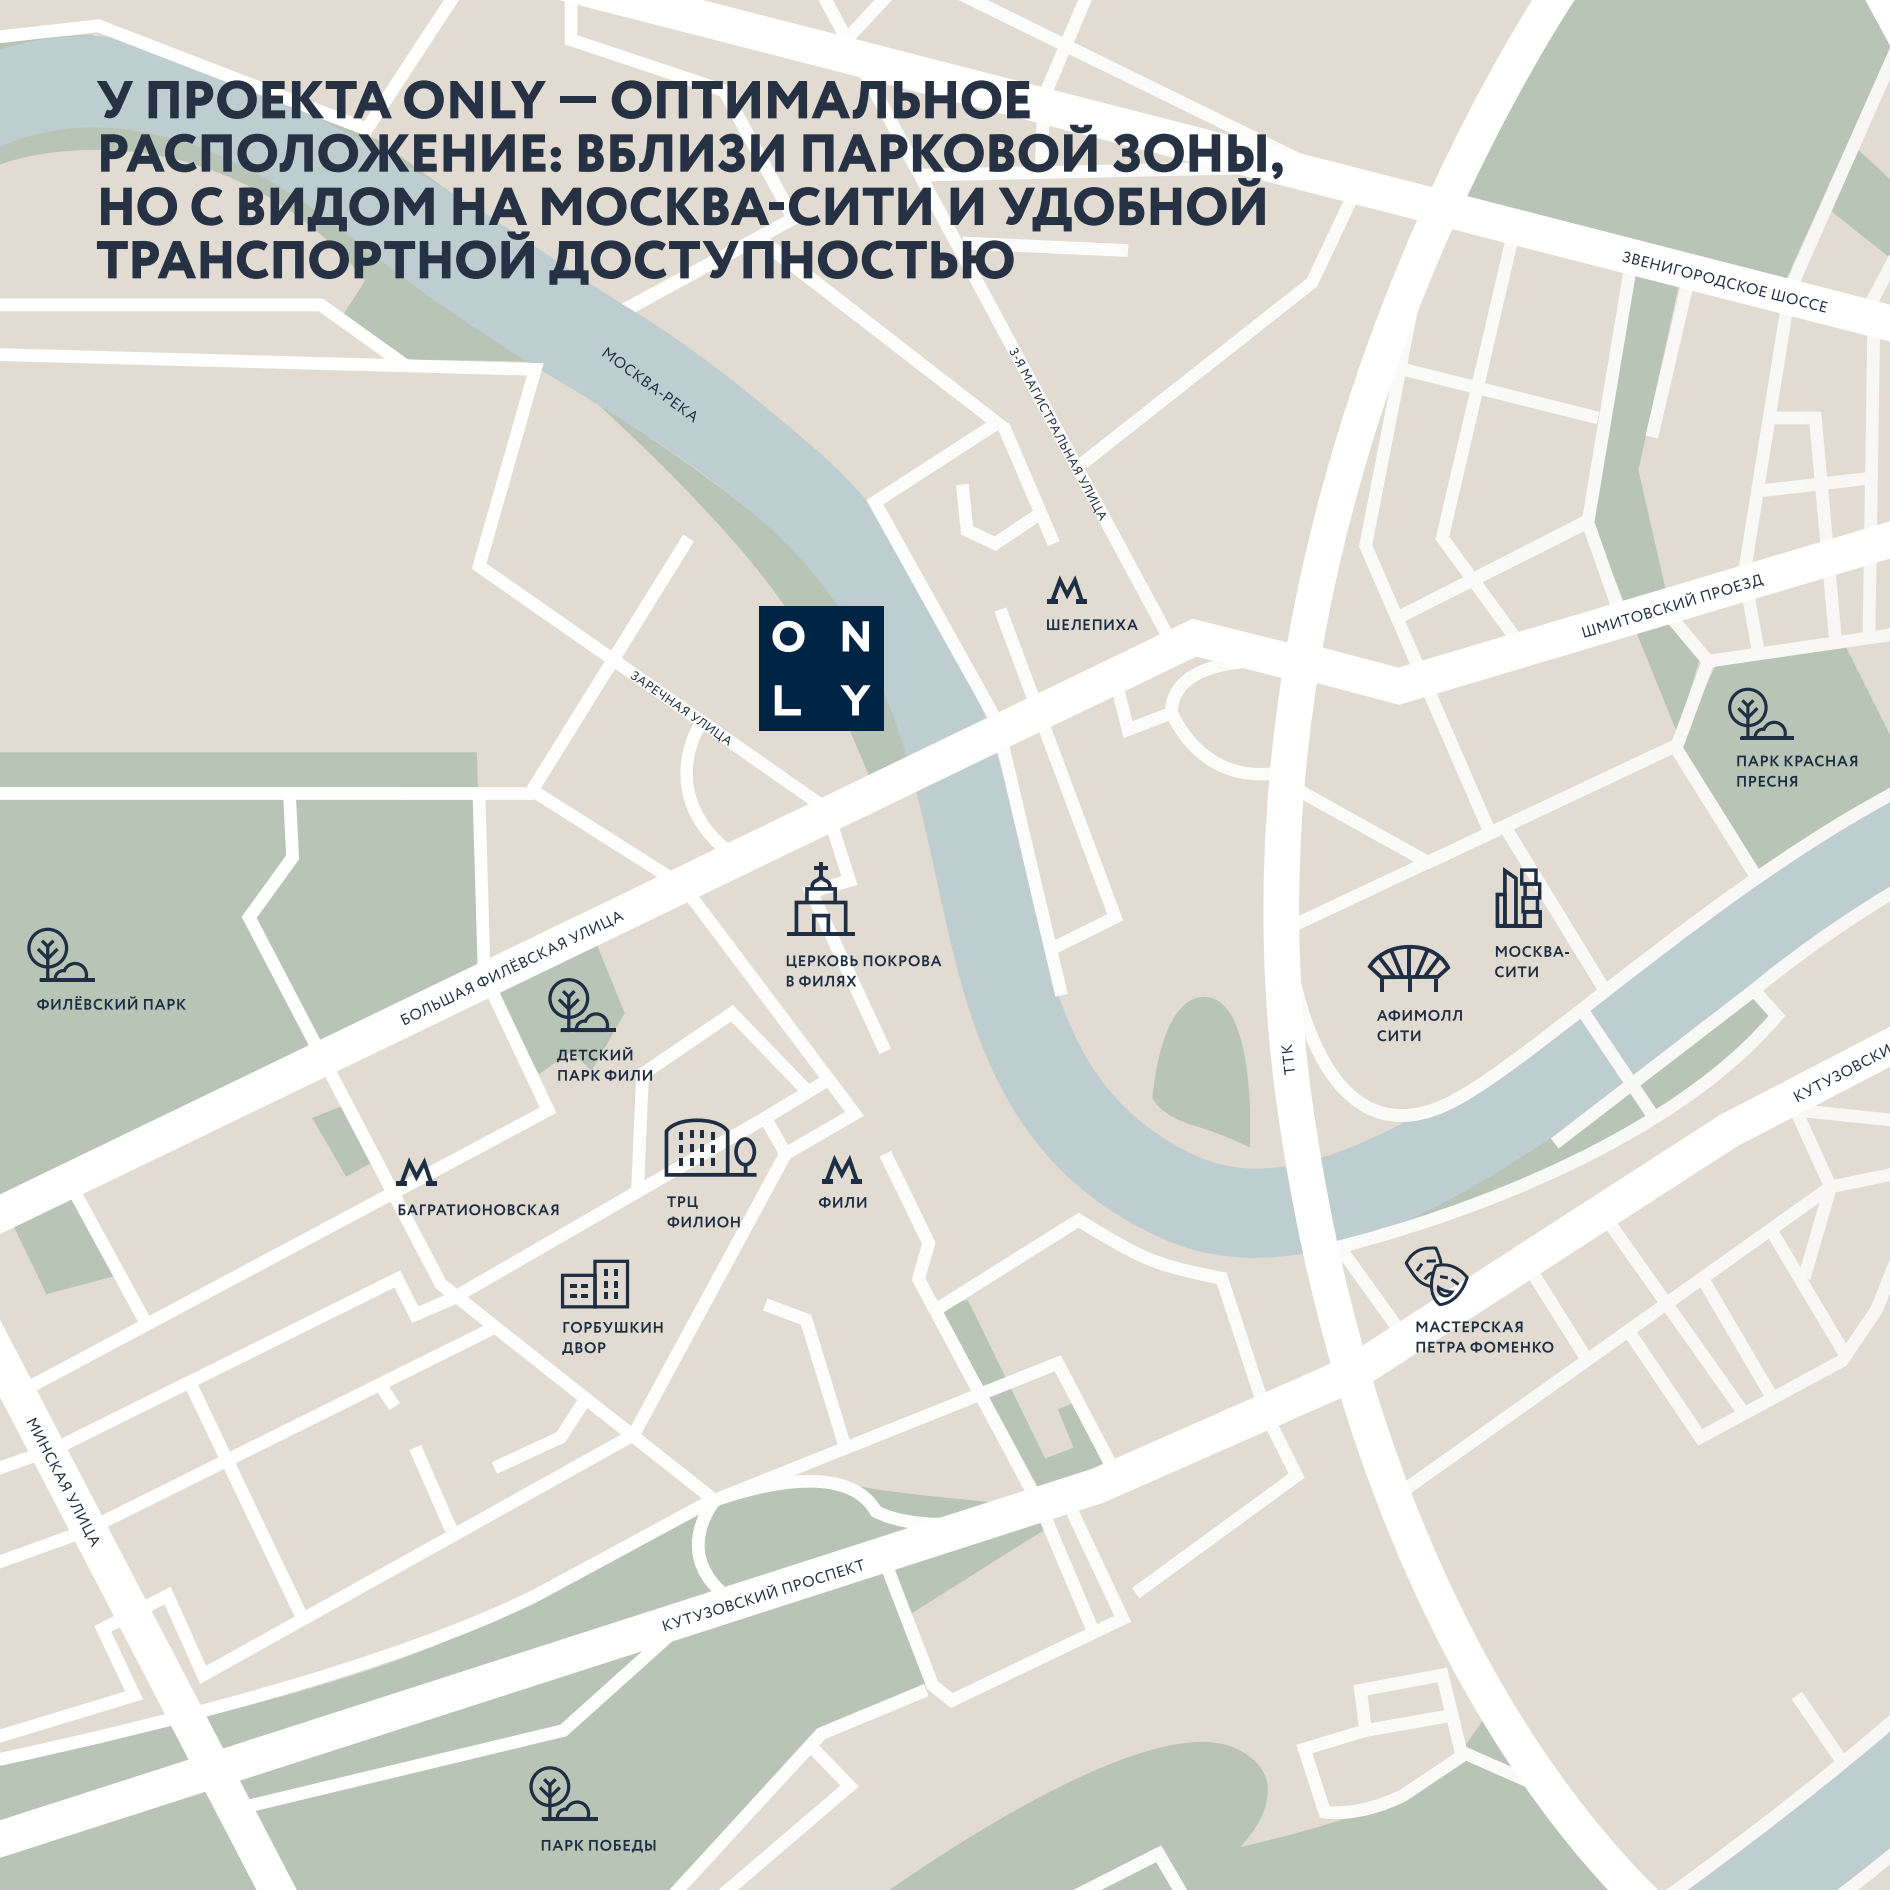 У ПРОЕКТА ONLY — ОПТИМАЛЬНОЕ
РАСПОЛОЖЕНИЕ: ВБЛИЗИ ПАРКОВОЙ ЗОНЫ,
НО С ВИДОМ НА МОСКВА-СИТИ И УДОБНОЙ
ТРАНСПОРТНОЙ ДОСТУПНОСТЬЮ
ЗВЕНИГОРОДСКОЕ ШОССЕ
МОСКВА-РЕКА
3-Я МАГИСТРАЛЬНАЯ УЛИЦА
М
ШЕЛЕПИХА
ШМИТОВСКИЙ ПРОЕЗД
O N
L Y
ЗАРЕЧНАЯ УЛИЦА
ПАРК КРАСНАЯ
ПРЕСНЯ
БОЛЬШАЯ ФИЛЁВСКАЯ УЛИЦА
ЦЕРКОВЬ ПОКРОВА
В ФИЛЯХ
МОСКВА-
СИТИ
ФИЛЁВСКИЙ ПАРК
АФИМОЛЛ
СИТИ
ДЕТСКИЙ
ПАРК ФИЛИ
ТТК
КУТУЗОВСКИ
М
БАГРАТИОНОВСКАЯ
ТРЦ
ФИЛИОН
М
ФИЛИ
ГОРБУШКИН
ДВОР
МАСТЕРСКАЯ
ПЕТРА ФОМЕНКО
МИНСКАЯ УЛИЦА
КУТУЗОВСКИЙ ПРОСПЕКТ
ПАРК ПОБЕДЫ